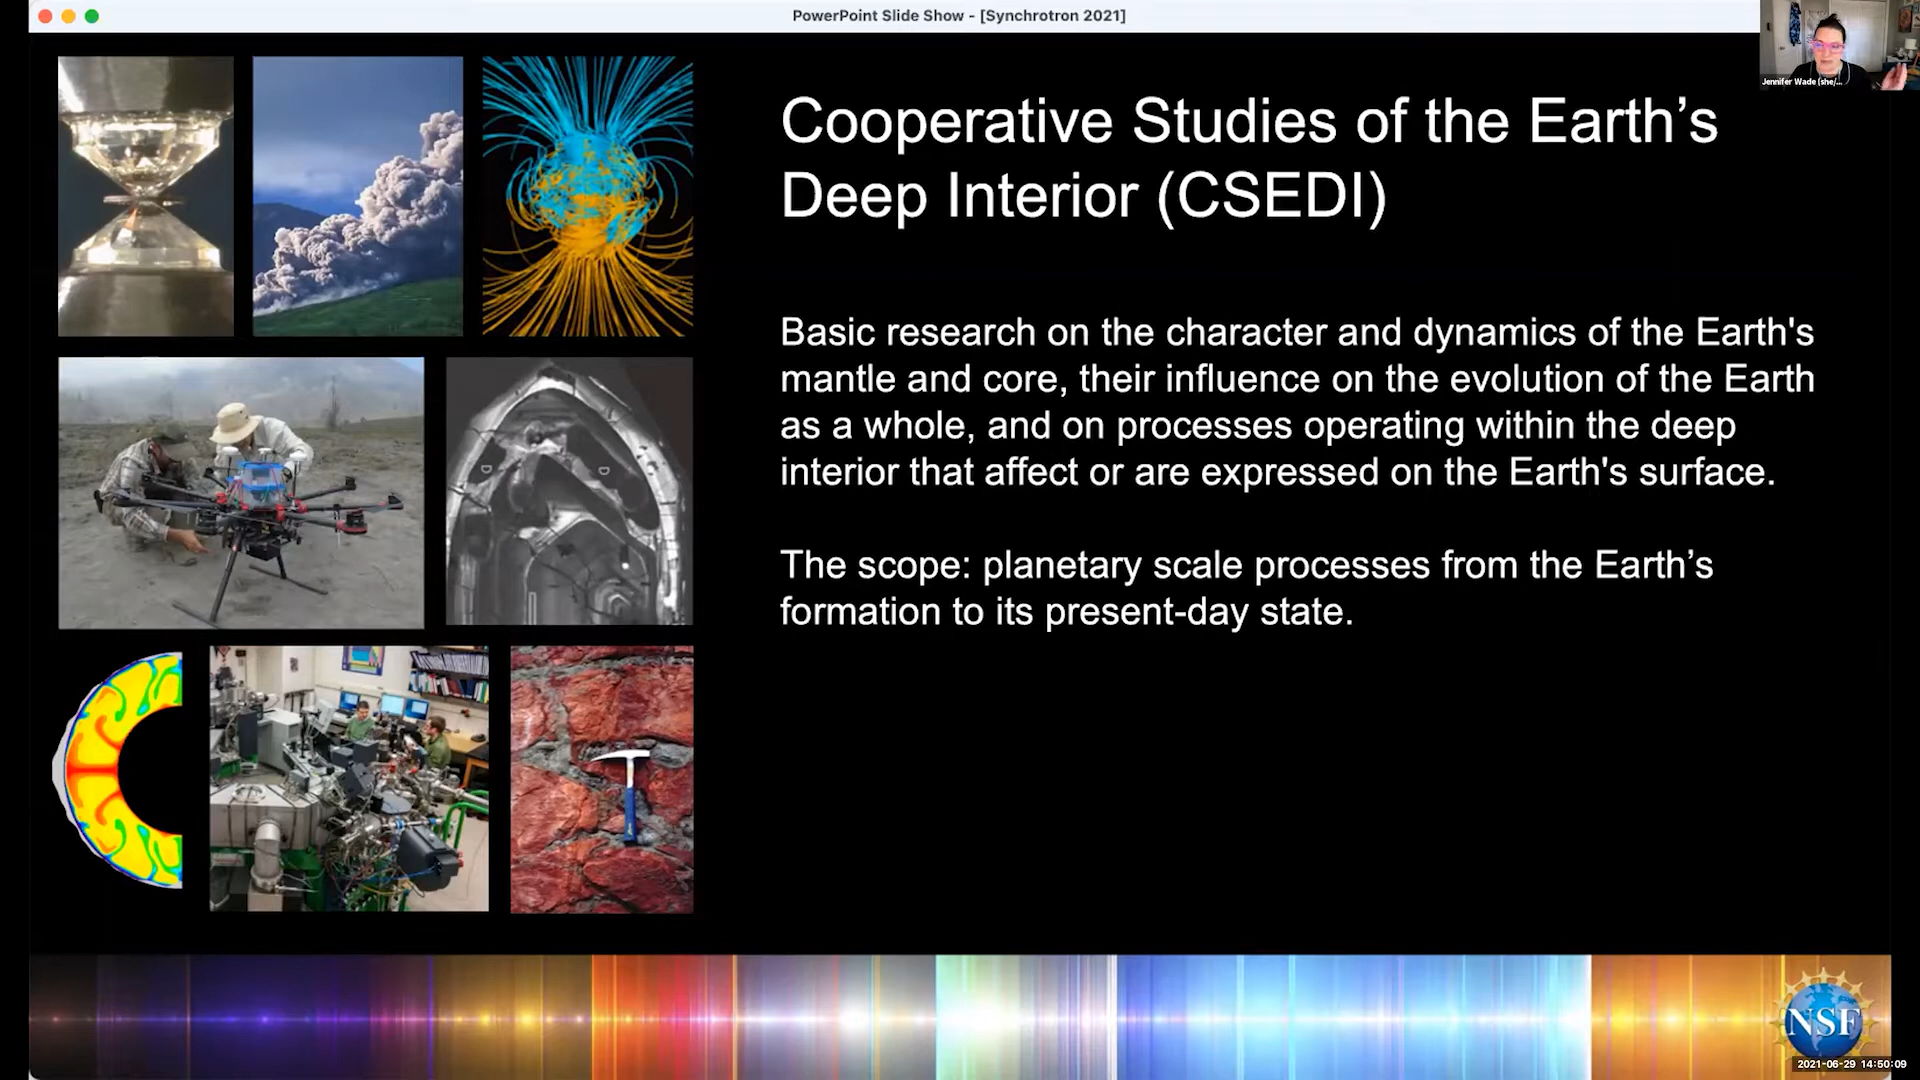 PowerPoint Slide Show - [Synchrotron 2021]
Jennifer Wade (she/...
Cooperative Studies of the Earth’s
Deep Interior (CSEDI)
Basic research on the character and dynamics of the Earth's
mantle and core, their influence on the evolution of the Earth
as a whole, and on processes operating within the deep
interior that affect or are expressed on the Earth's surface.
The scope: planetary scale processes from the Earth’s
formation to its present-day state.
NSF
2021-06-29 14:50:09